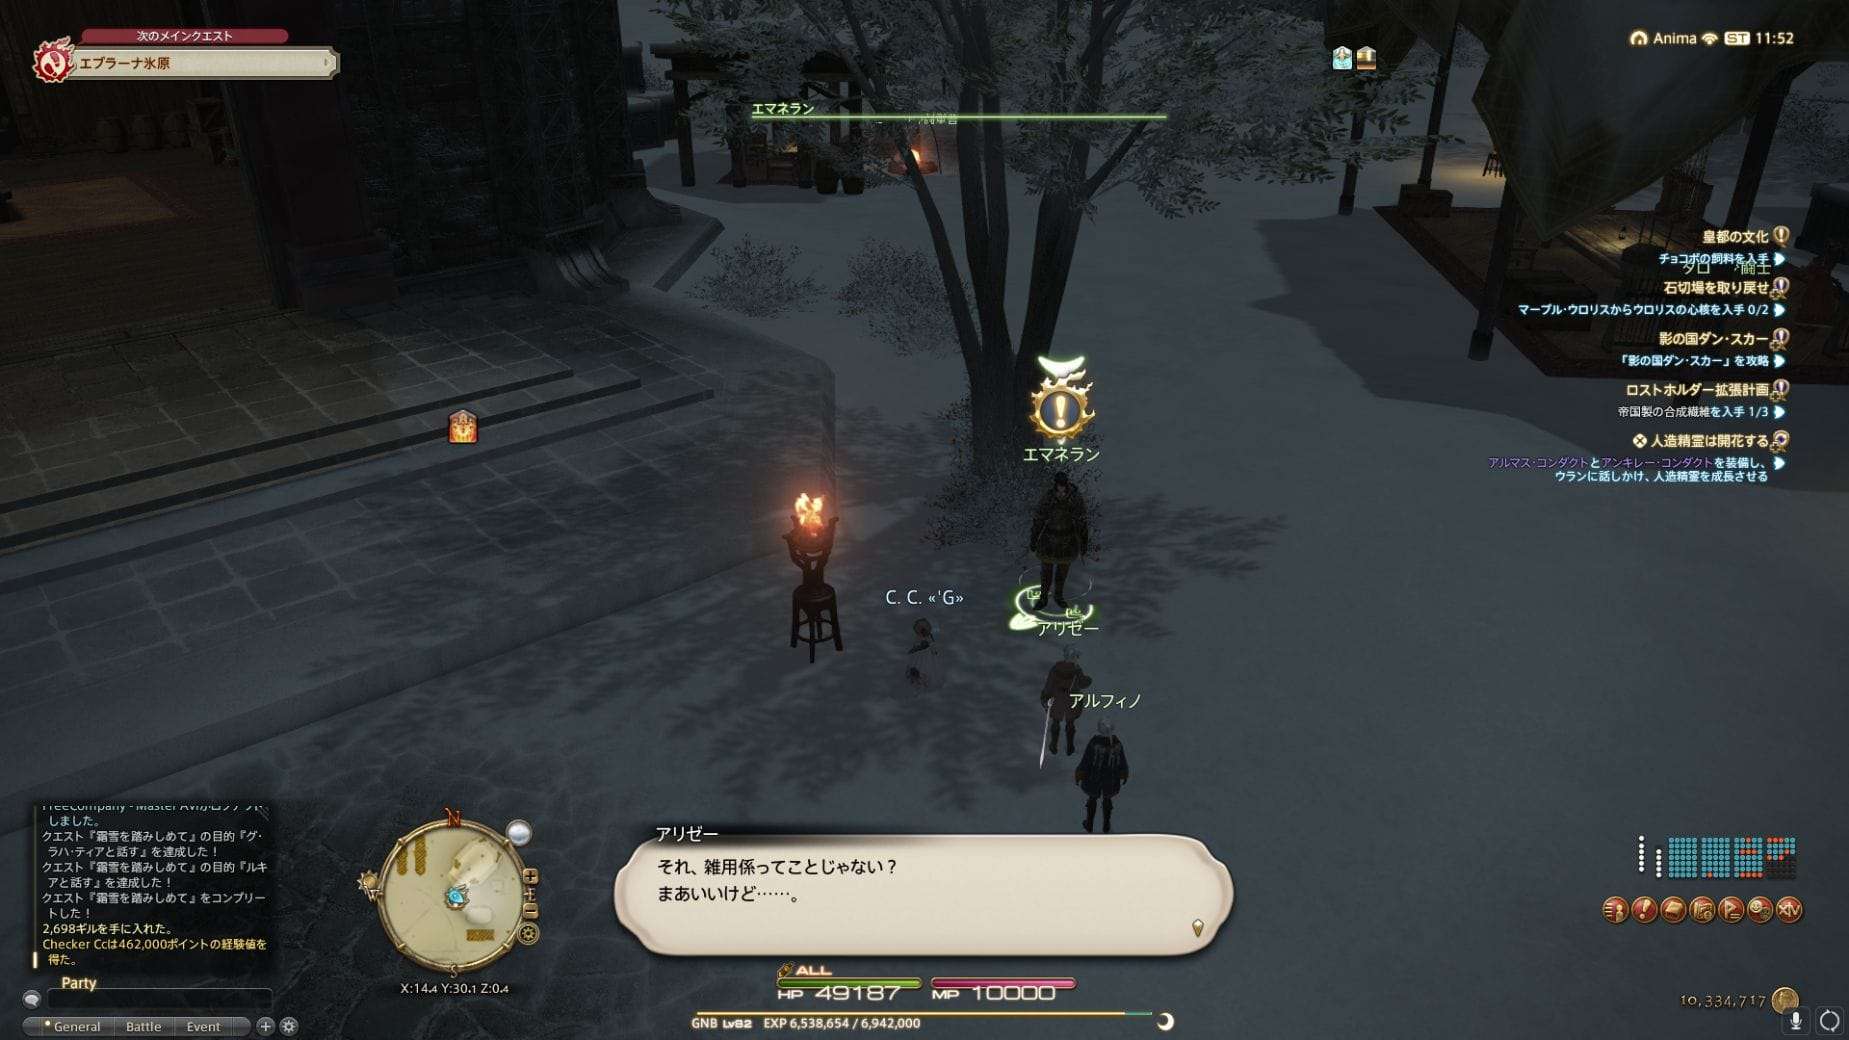 次のメインクエスト
エブラーナ氷原
Anima ST 11:52
エマネラン
皇都の文化
チョコボの飼料を入手
石切場を取り戻せ
マーブル・ウロリスからウロリスの心核を入手 0/2
影の国ダン・スカー
「影の国ダン・スカー」を攻略
ロストホルダー拡張計画
帝国製の合成繊維を入手 1/3
人造精霊は開花する
アルマス・コンダクトとアンキレー・コンダクトを装備し、
ウランに話しかけ、人造精霊を成長させる
エマネラン
C. C. «'G»
アリゼー
アルフィノ
しました。
クエスト『霜雪を踏みしめて』の目的『グ・
ラハ・ティアと話す』を達成した！
クエスト『霜雪を踏みしめて』の目的『ルキ
アと話す』を達成した！
クエスト『霜雪を踏みしめて』をコンプリー
トした！
2,698ギルを手に入れた。
Checker Ccは462,000ポイントの経験値を
得た。
Party
General Battle Event
N
S
W
X:14.4 Y:30.1 Z:0.4
アリゼー
それ、雑用係ってことじゃない？
まあいいけど……。
ALL
HP 49187 MP 10000
GNB Lv82 EXP 6,538,654 / 6,942,000
XIV
10,334,717